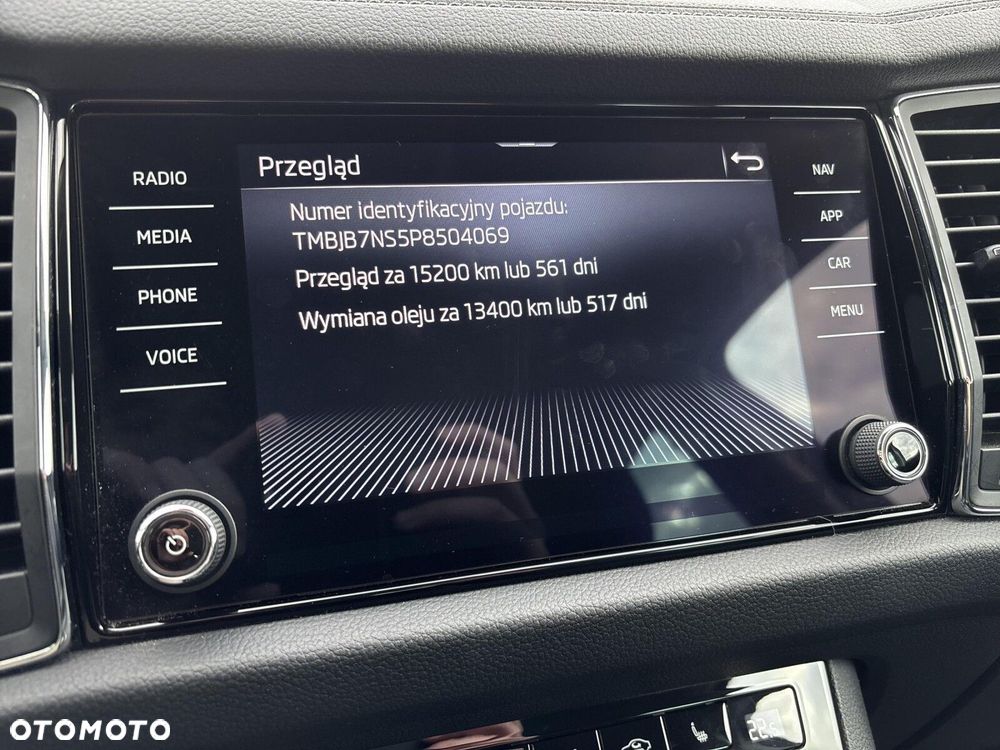 Przegląd
RADIO
MEDIA
PHONE
VOICE
Numer identyfikacyjny pojazdu:
TMBJB7NS5P8504069
Przegląd za 15200 km lub 561 dni
Wymiana oleju za 13400 km lub 517 dni
NAV
APP
CAR
MENU
OTOMOTO